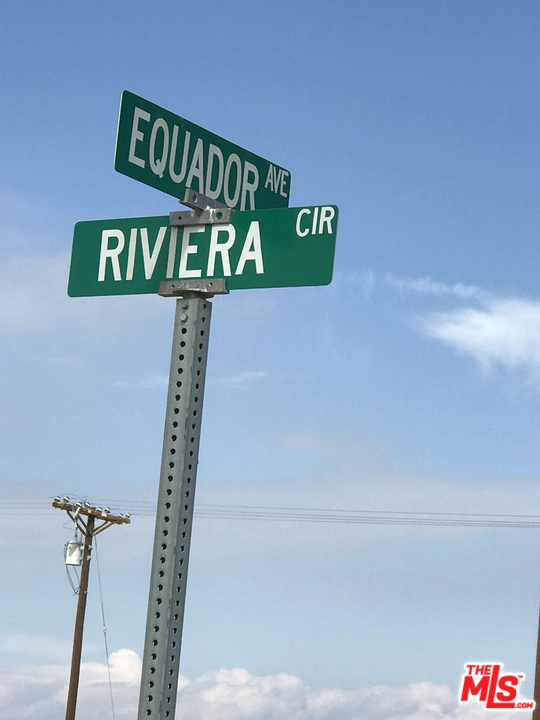 EQUADOR AVE
RIVIERA CIR
THE
MLS.COM